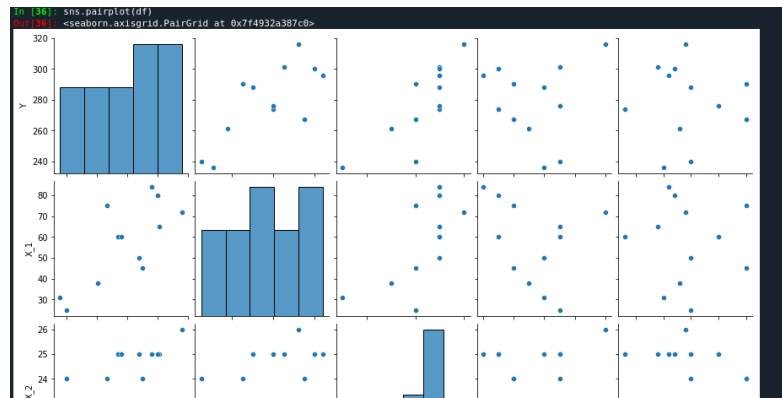 In [36]: sns.pairplot(df)
Out[36]: <seaborn.axisgrid.PairGrid at 0x7f4932a387c0>
320
300
280
260
240
Y
80
70
60
50
40
30
X_1
26
25
24
X_2